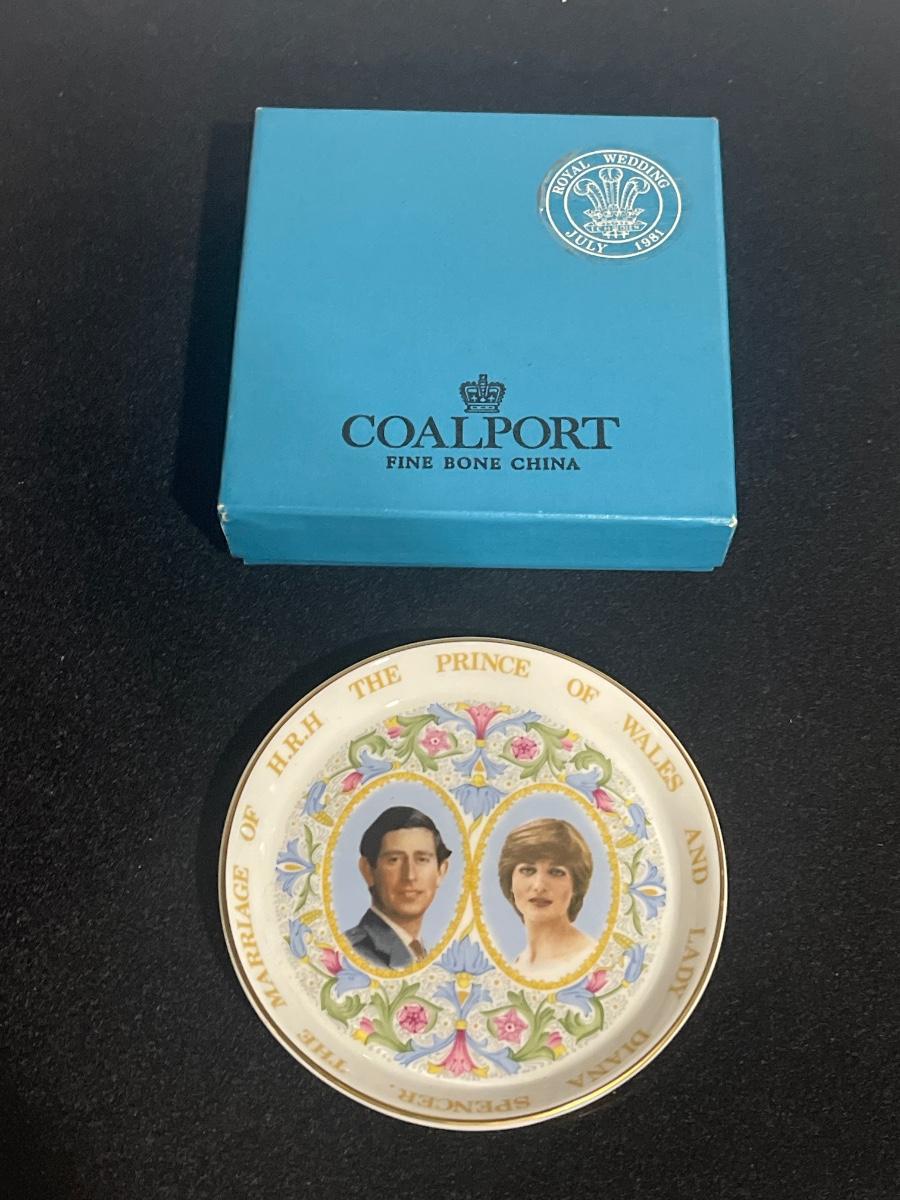 ROYAL WEDDING
JULY 1981
COALPORT
FINE BONE CHINA
THE MARRIAGE OF H.R.H THE PRINCE OF WALES AND LADY DIANA SPENCER.